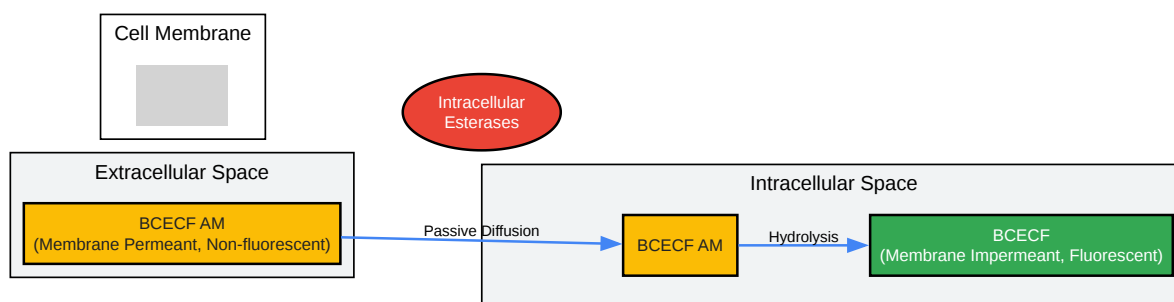 Cell Membrane
Intracellular
Esterases
Extracellular Space
BCECF AM
(Membrane Permeant, Non-fluorescent)
Passive Diffusion
Intracellular Space
BCECF AM
Hydrolysis
BCECF
(Membrane Impermeant, Fluorescent)